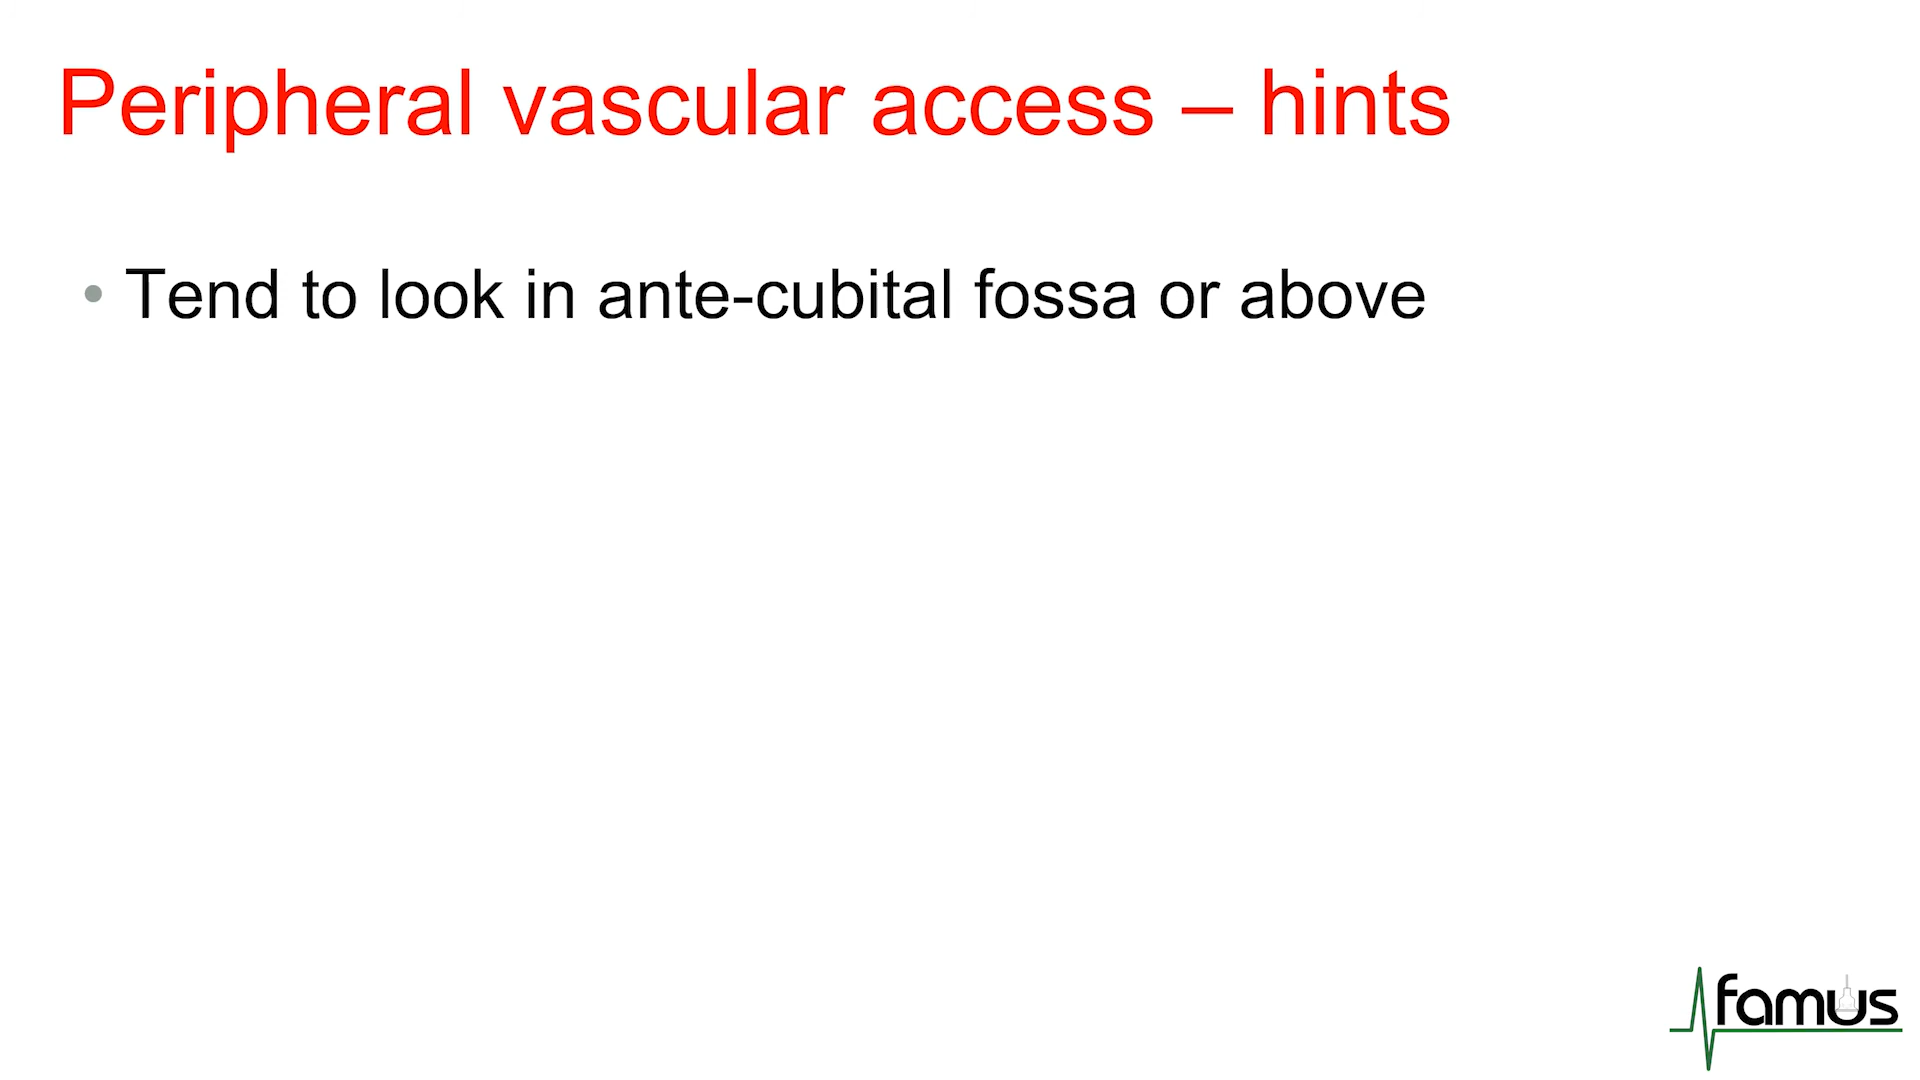 Peripheral vascular access – hints
• Tend to look in ante-cubital fossa or above
famus